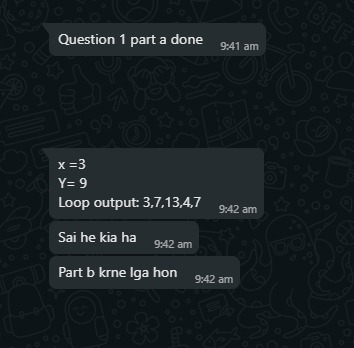 Question 1 part a done
9:41 am
x =3
Y= 9
Loop output: 3,7,13,4,7
9:42 am
Sai he kia ha
9:42 am
Part b krne lga hon
9:42 am